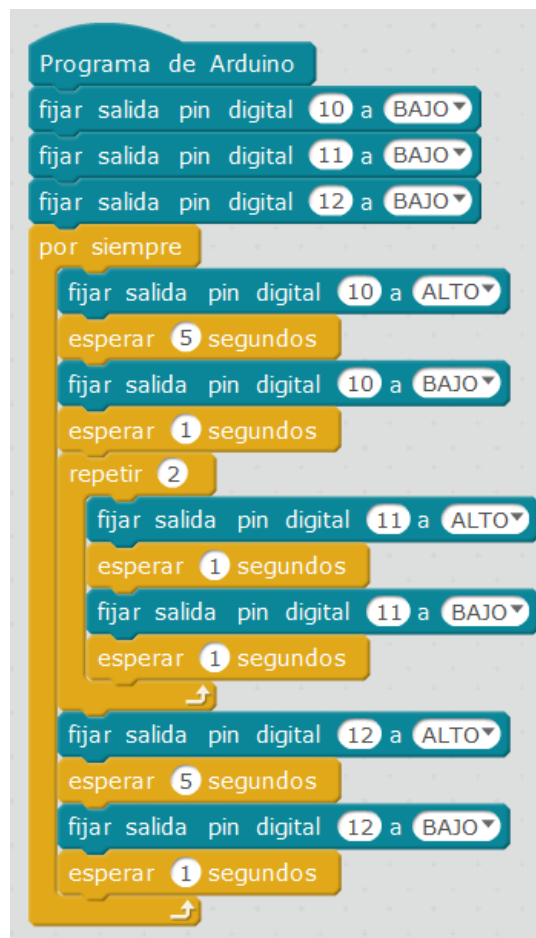 Programa de Arduino
fijar salida pin digital 10 a BAJO
fijar salida pin digital 11 a BAJO
fijar salida pin digital 12 a BAJO
por siempre
fijar salida pin digital 10 a ALTO
esperar 5 segundos
fijar salida pin digital 10 a BAJO
esperar 1 segundos
repetir 2
fijar salida pin digital 11 a ALTO
esperar 1 segundos
fijar salida pin digital 11 a BAJO
esperar 1 segundos
fijar salida pin digital 12 a ALTO
esperar 5 segundos
fijar salida pin digital 12 a BAJO
esperar 1 segundos